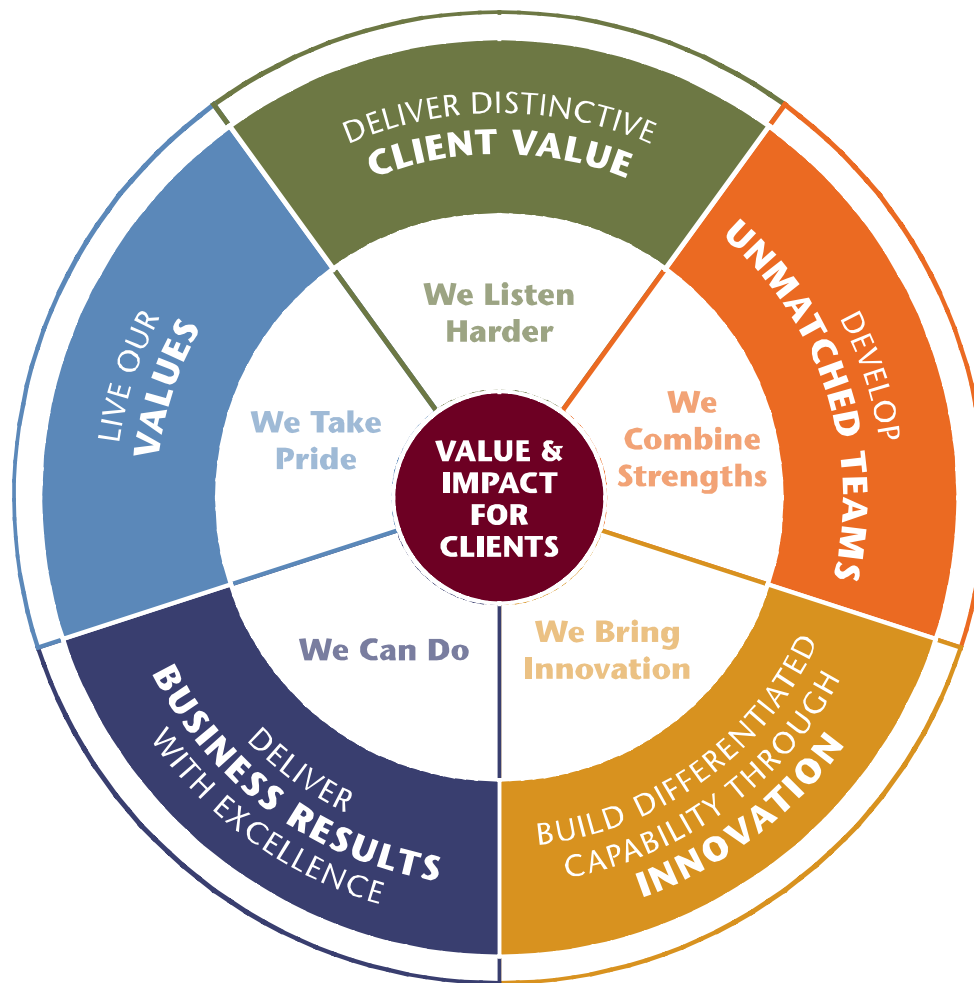 DELIVER DISTINCTIVE
CLIENT VALUE
We Listen
Harder
DEVELOP
UNMATCHED TEAMS
We
Combine
Strengths
BUILD DIFFERENTIATED
CAPABILITY THROUGH
INNOVATION
We Bring
Innovation
DELIVER
BUSINESS RESULTS
WITH EXCELLENCE
We Can Do
LIVE OUR
VALUES
We Take
Pride
VALUE &
IMPACT
FOR
CLIENTS